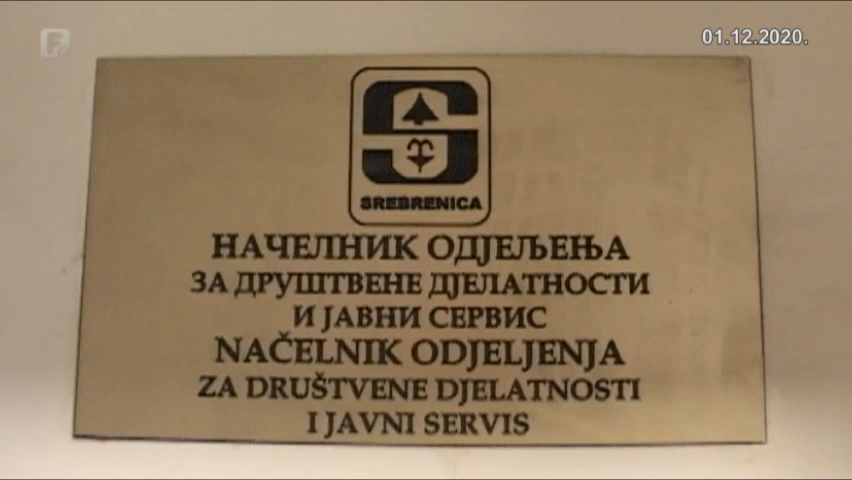 01.12.2020.
SREBRENICA
НАЧЕЛНИК ОДЈЕЉЕЊА
ЗА ДРУШТВЕНЕ ДЈЕЛАТНОСТИ
И ЈАВНИ СЕРВИС
NAČELNIK ODJELJENJA
ZA DRUŠTVENE DJELATNOSTI
I JAVNI SERVIS